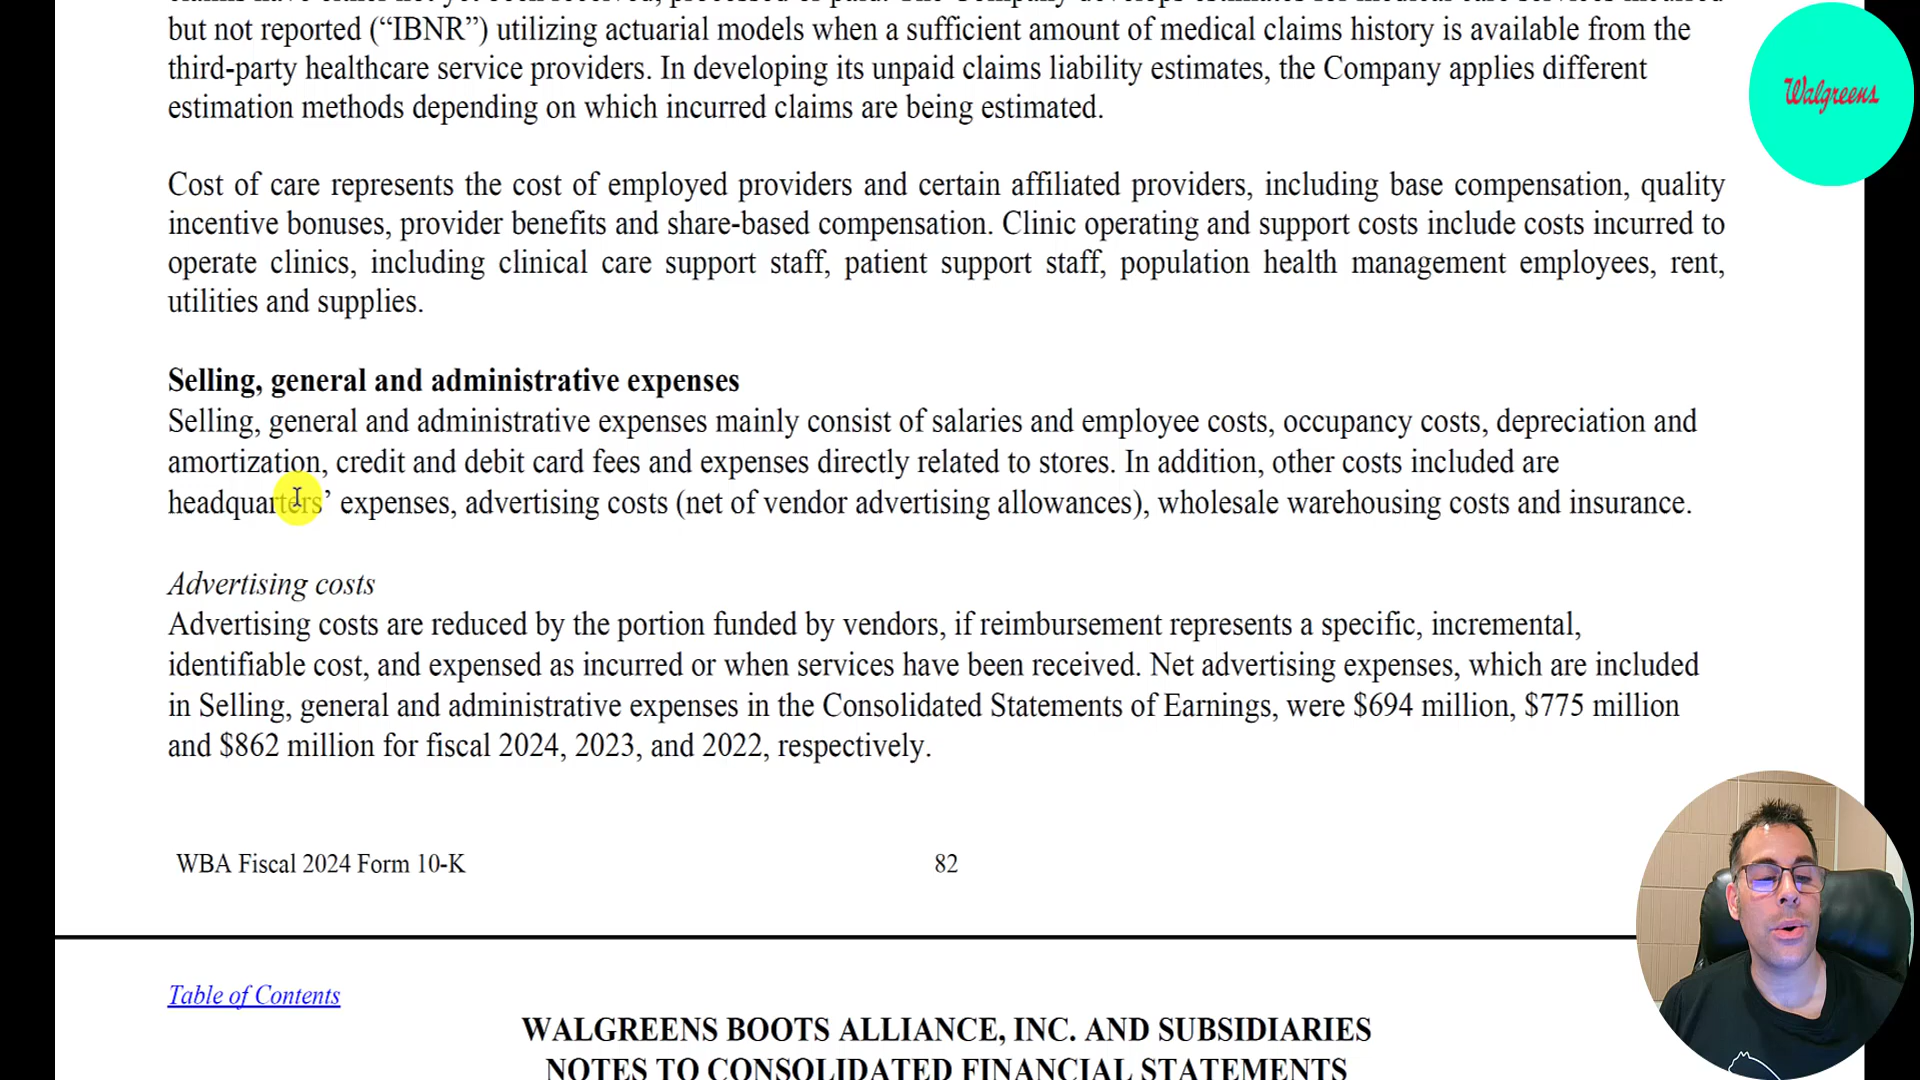 but not reported (“IBNR”) utilizing actuarial models when a sufficient amount of medical claims history is available from the
third-party healthcare service providers. In developing its unpaid claims liability estimates, the Company applies different
estimation methods depending on which incurred claims are being estimated.
Walgreens
Cost of care represents the cost of employed providers and certain affiliated providers, including base compensation, quality
incentive bonuses, provider benefits and share-based compensation. Clinic operating and support costs include costs incurred to
operate clinics, including clinical care support staff, patient support staff, population health management employees, rent,
utilities and supplies.
Selling, general and administrative expenses
Selling, general and administrative expenses mainly consist of salaries and employee costs, occupancy costs, depreciation and
amortization, credit and debit card fees and expenses directly related to stores. In addition, other costs included are
headquarters’ expenses, advertising costs (net of vendor advertising allowances), wholesale warehousing costs and insurance.
Advertising costs
Advertising costs are reduced by the portion funded by vendors, if reimbursement represents a specific, incremental,
identifiable cost, and expensed as incurred or when services have been received. Net advertising expenses, which are included
in Selling, general and administrative expenses in the Consolidated Statements of Earnings, were $694 million, $775 million
and $862 million for fiscal 2024, 2023, and 2022, respectively.
WBA Fiscal 2024 Form 10-K 82
Table of Contents
WALGREENS BOOTS ALLIANCE, INC. AND SUBSIDIARIES
NOTES TO CONSOLIDATED FINANCIAL STATEMENTS